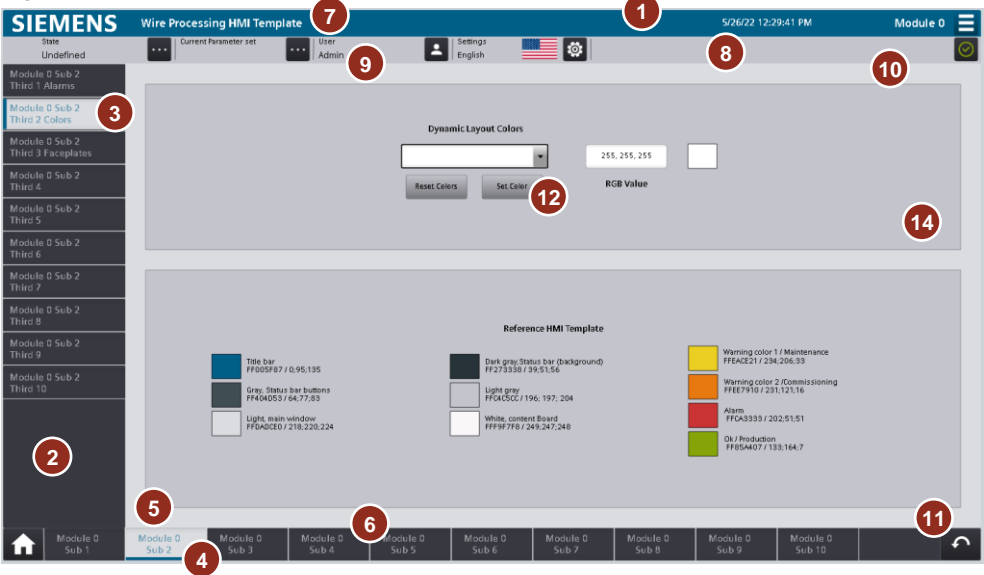 SIEMENS Wire Processing HMI Template 7 1 5/26/22 12:29:41 PM Module 0
State Current Parameter set User Settings
Undefined Admin English
9 8 10
Module 0 Sub 2
Third 1 Alarms
Module 0 Sub 2
Third 2 Colors
3
Module 0 Sub 2
Third 3 Faceplates
Module 0 Sub 2
Third 4
Module 0 Sub 2
Third 5
Module 0 Sub 2
Third 6
Module 0 Sub 2
Third 7
Module 0 Sub 2
Third 8
Module 0 Sub 2
Third 9
Module 0 Sub 2
Third 10
2
Dynamic Layout Colors
255, 255, 255
Reset Colors Set Color RGB Value
12
14
Reference HMI Template
Title bar
FF005F87 / 0;95;135
Gray, Status bar buttons
FF404D53 / 64;77;83
Light, main window
FFDADCE0 / 218;220;224
Dark gray,Status bar (background)
FF273338 / 39;51;56
Light gray
FFC4C5CC / 196; 197; 204
White, content Board
FFF9F7F8 / 249;247;248
Warning color 1 / Maintenance
FFEACE21 / 234;206;33
Warning color 2 /Commissioning
FFEE7910 / 231;121;16
Alarm
FFCA3333 / 202;51;51
Ok / Production
FF85A407 / 133;164;7
5 6 11
Module 0 Module 0 Module 0 Module 0 Module 0 Module 0 Module 0 Module 0 Module 0 Module 0
Sub 1 Sub 2 Sub 3 Sub 4 Sub 5 Sub 6 Sub 7 Sub 8 Sub 9 Sub 10
4